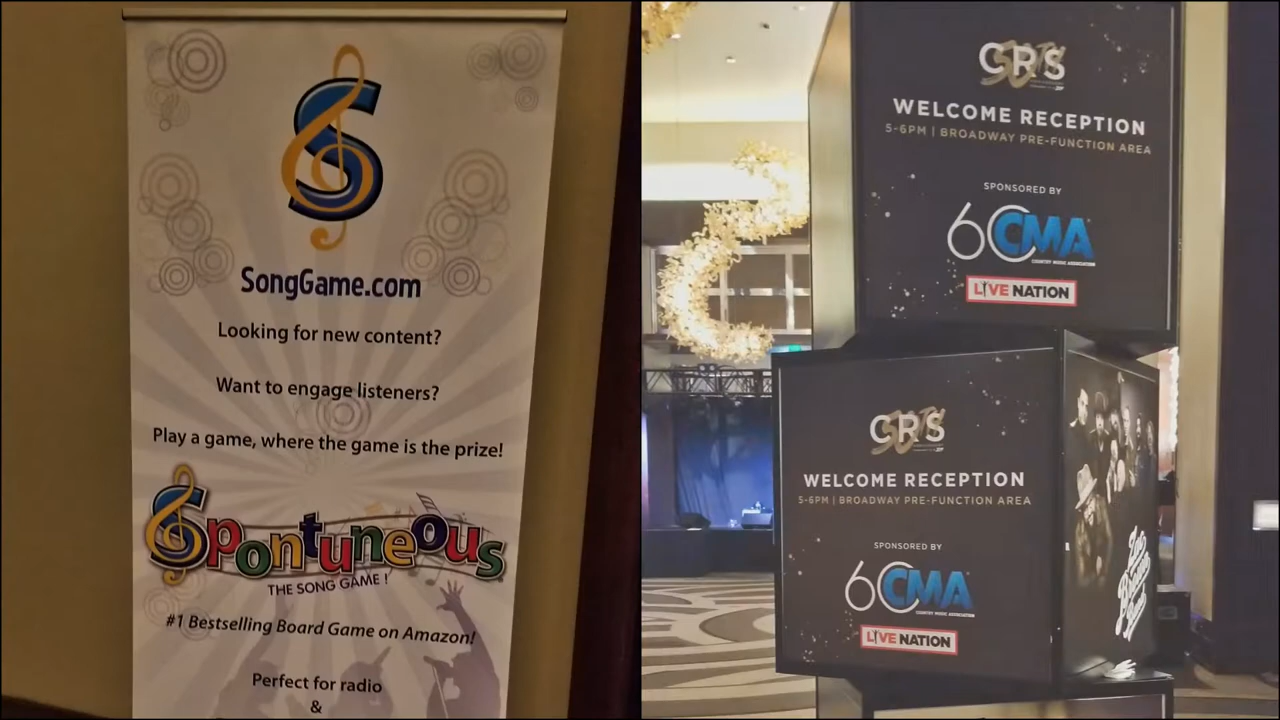 SongGame.com
Looking for new content?
Want to engage listeners?
Play a game, where the game is the prize!
Spontuneous
THE SONG GAME!
#1 Bestselling Board Game on Amazon!
Perfect for radio
&
CRS
WELCOME RECEPTION
5-6PM | BROADWAY PRE-FUNCTION AREA
SPONSORED BY
60 CMA
COUNTRY MUSIC ASSOCIATION
LIVE NATION
CRS
WELCOME RECEPTION
5-6PM | BROADWAY PRE-FUNCTION AREA
SPONSORED BY
60 CMA
COUNTRY MUSIC ASSOCIATION
LIVE NATION
Zac
Brown
Band